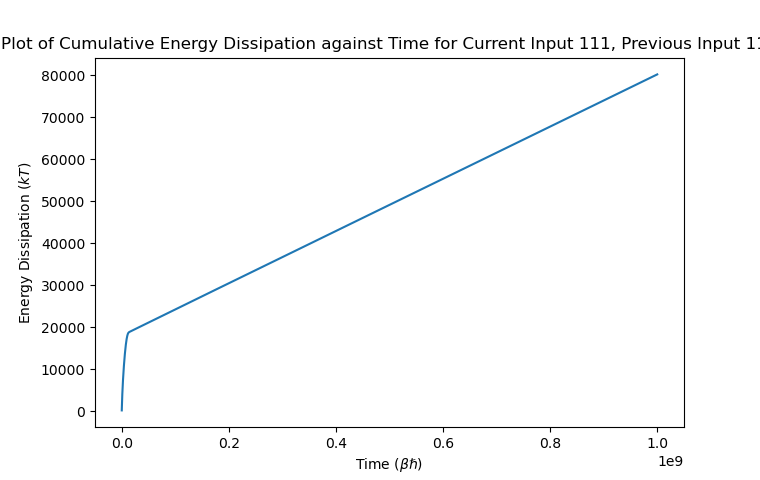 Plot of Cumulative Energy Dissipation against Time for Current Input 111, Previous Input 11
80000
70000
60000
50000
40000
30000
20000
10000
0
Energy Dissipation (kT)
0.0 0.2 0.4 0.6 0.8 1.0
1e9
Time (βℏ)